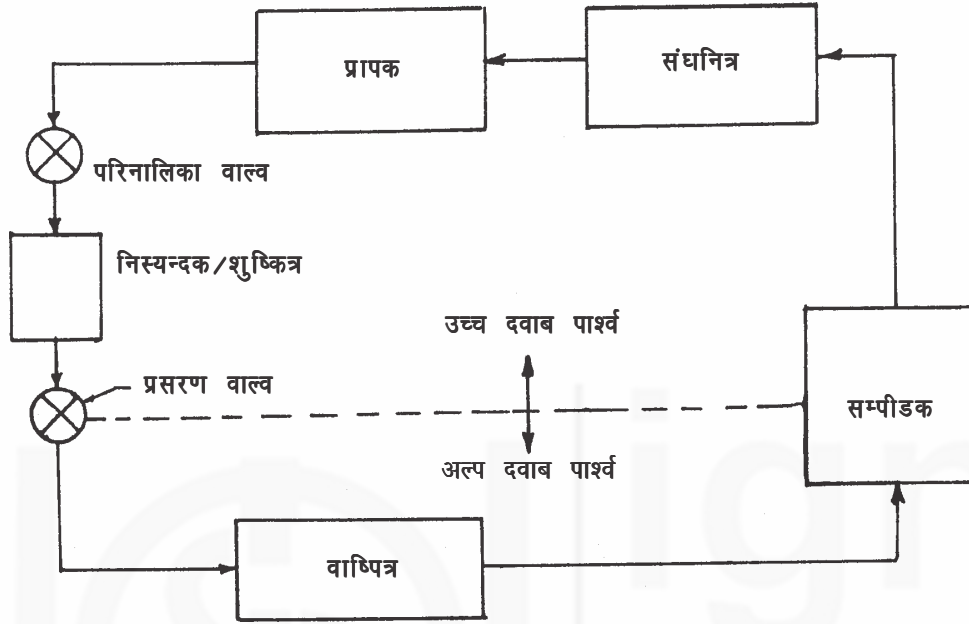 प्रापक
संघनित्र
परिनालिका वाल्व
निस्यन्दक/शुष्कित्र
उच्च दवाब पार्श्व
प्रसरण वाल्व
सम्पीडक
अल्प दवाब पार्श्व
वाष्पित्र